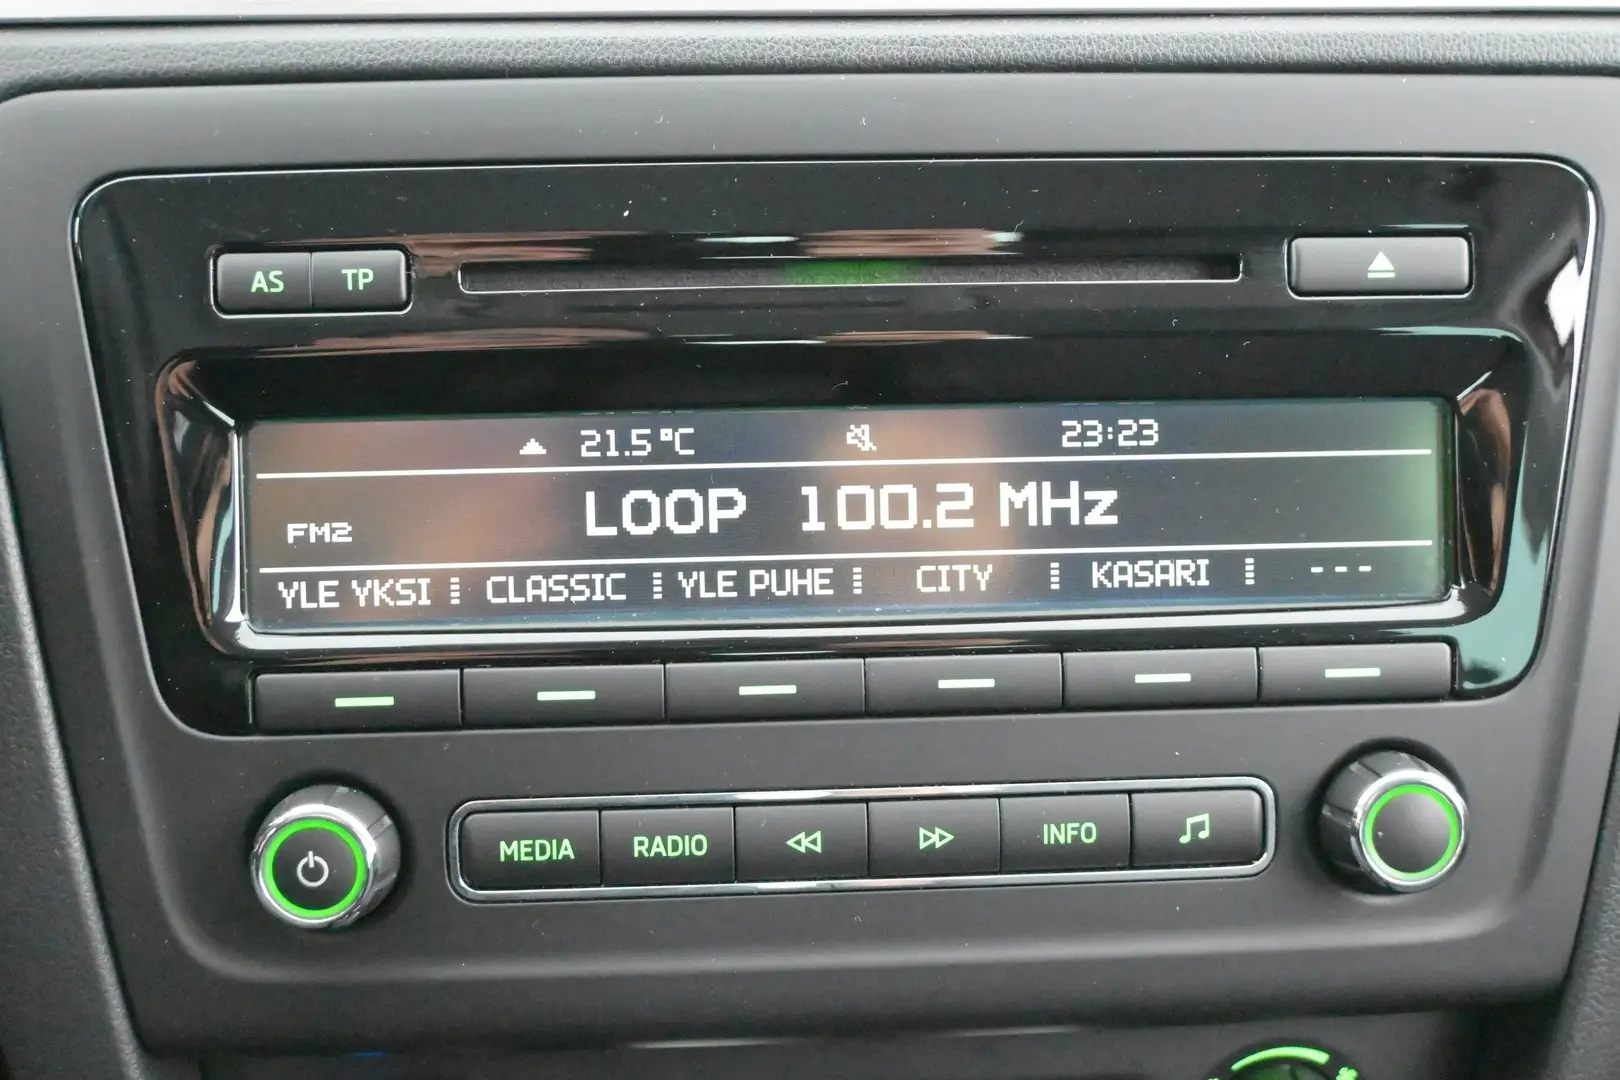 AS TP
21.5°C 23:23
FM2 LOOP 100.2 MHz
YLE YKSI CLASSIC YLE PUHE CITY KASARI ---
MEDIA RADIO INFO